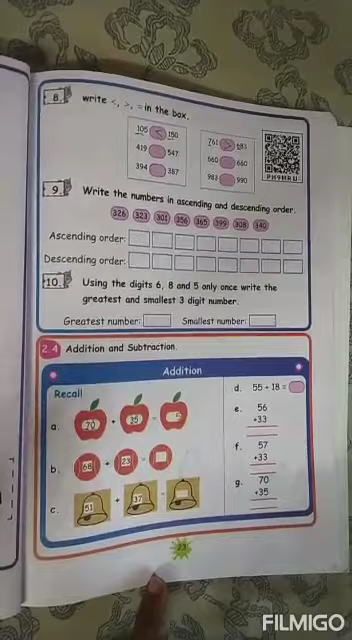 8. write <, >, = in the box.
105 < 150
761 > 183
419 547
660 660
394 387
983 990
PH9MRU
9. Write the numbers in ascending and descending order.
326 323 301 356 365 399 308 340
Ascending order:
Descending order:
10. Using the digits 6, 8 and 5 only once write the
greatest and smallest 3 digit number.
Greatest number: Smallest number:
2.4 Addition and Subtraction.
Addition
Recall
a. 70 + 35 =
b. 68 + 23 =
c. 51 + 37 =
d. 55 + 18 =
e. 56
+33
f. 57
+33
g. 70
+35
FILMIGO